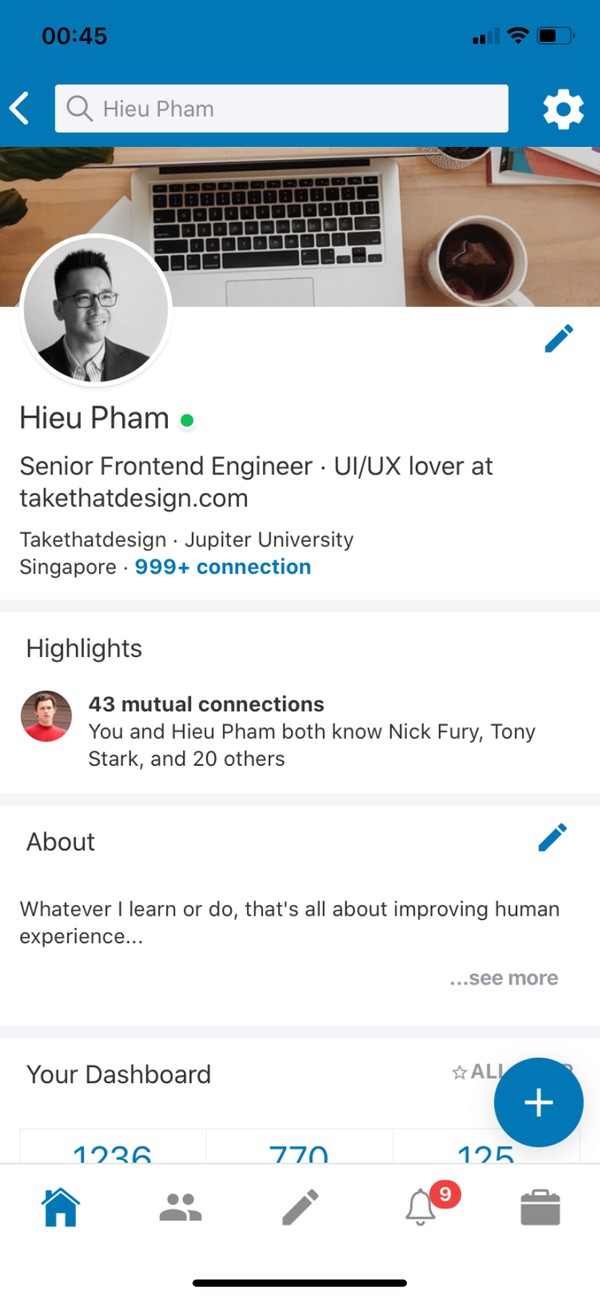 00:45
Hieu Pham
Hieu Pham
Senior Frontend Engineer · UI/UX lover at
takethatdesign.com
Takethatdesign · Jupiter University
Singapore · 999+ connection
Highlights
43 mutual connections
You and Hieu Pham both know Nick Fury, Tony
Stark, and 20 others
About
Whatever I learn or do, that's all about improving human
experience...
...see more
Your Dashboard
1236 770 125
9